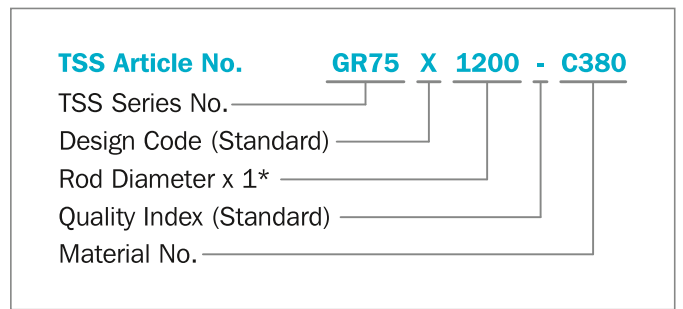 TSS Article No. GR75 X 1200 - C380
TSS Series No.
Design Code (Standard)
Rod Diameter x 1*
Quality Index (Standard)
Material No.